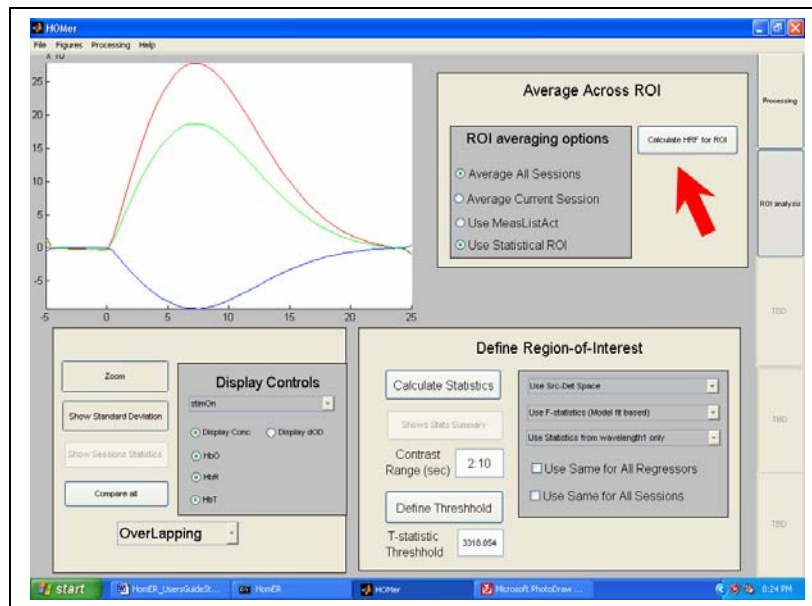 HOMer
File Figures Processing Help
x 10
25
20
15
10
5
0
-5
-5 0 5 10 15 20 25
Average Across ROI
ROI averaging options
Average All Sessions
Average Current Session
Use MeasListAct
Use Statistical ROI
Calculate HRF for ROI
Processing
ROI analysis
TBD
TBD
TBD
Zoom
Show Standard Deviation
Show Sessions Statistics
Compare all
OverLapping
Display Controls
stimOn
Display Conc Display dOD
HbO
HbR
HbT
Define Region-of-Interest
Calculate Statistics
Shows Stats Summary
Contrast
Range (sec) 2:10
Define Threshhold
T-statistic
Threshhold 3318.854
Use Src-Det Space
Use F-statistics (Model fit based)
Use Statistics from wavelength1 only
Use Same for All Regressors
Use Same for All Sessions
start
HomER_UsersGuideSt...
HomER
HOMer
Microsoft PhotoDraw ...
6:24 PM